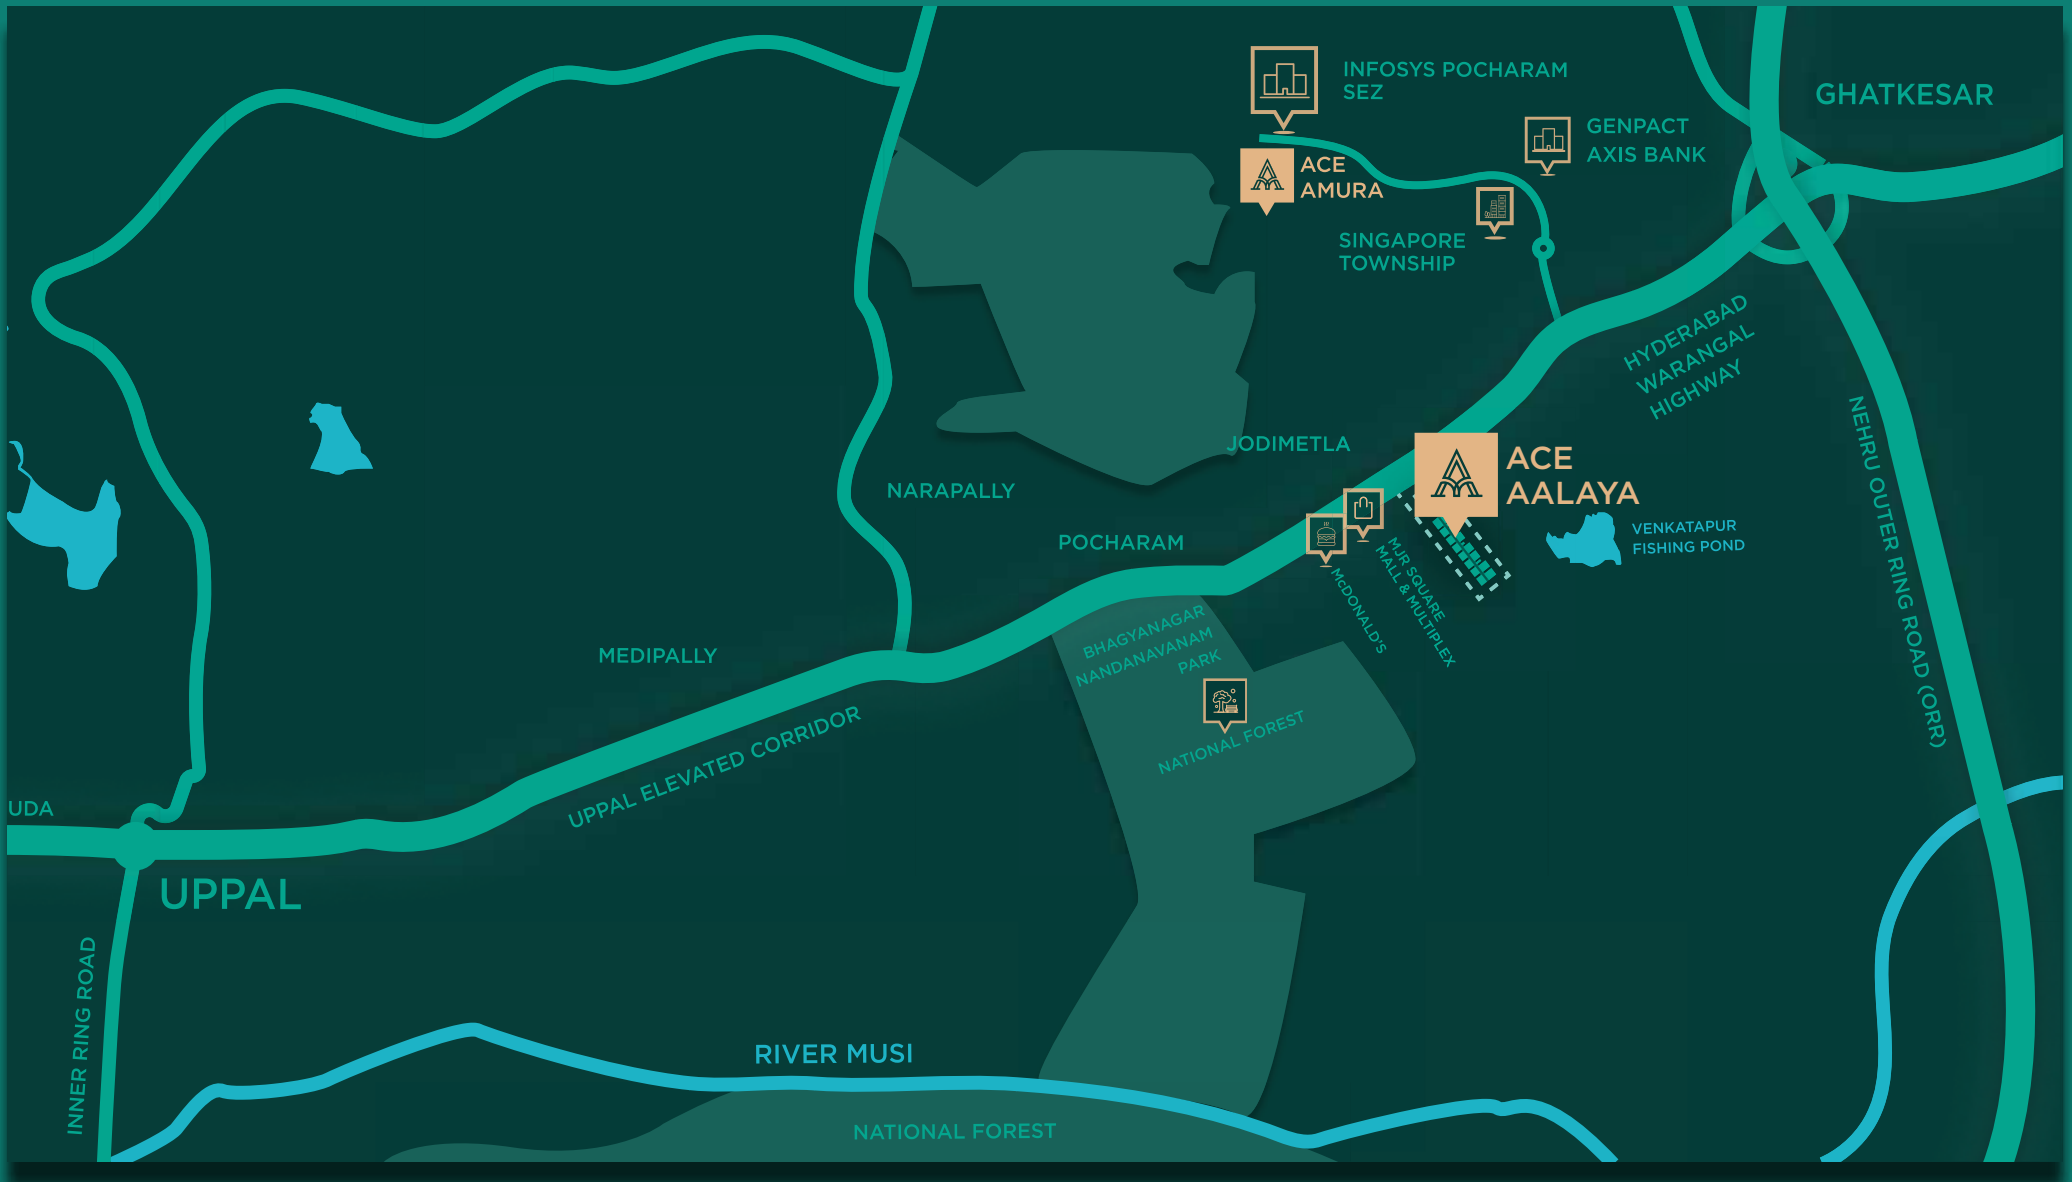 INFOSYS POCHARAM
SEZ
GHATKESAR
GENPACT
AXIS BANK
ACE
AMURA
SINGAPORE
TOWNSHIP
HYDERABAD
WARANGAL
HIGHWAY
NEHRU OUTER RING ROAD (ORR)
JODIMETLA
ACE
AALAYA
NARAPALLY
VENKATAPUR
FISHING POND
POCHARAM
MJR SQUARE
MALL & MULTIPLEX
McDONALD'S
BHAGYANAGAR
NANDANAVANAM
PARK
MEDIPALLY
NATIONAL FOREST
UPPAL ELEVATED CORRIDOR
UDA
UPPAL
INNER RING ROAD
RIVER MUSI
NATIONAL FOREST